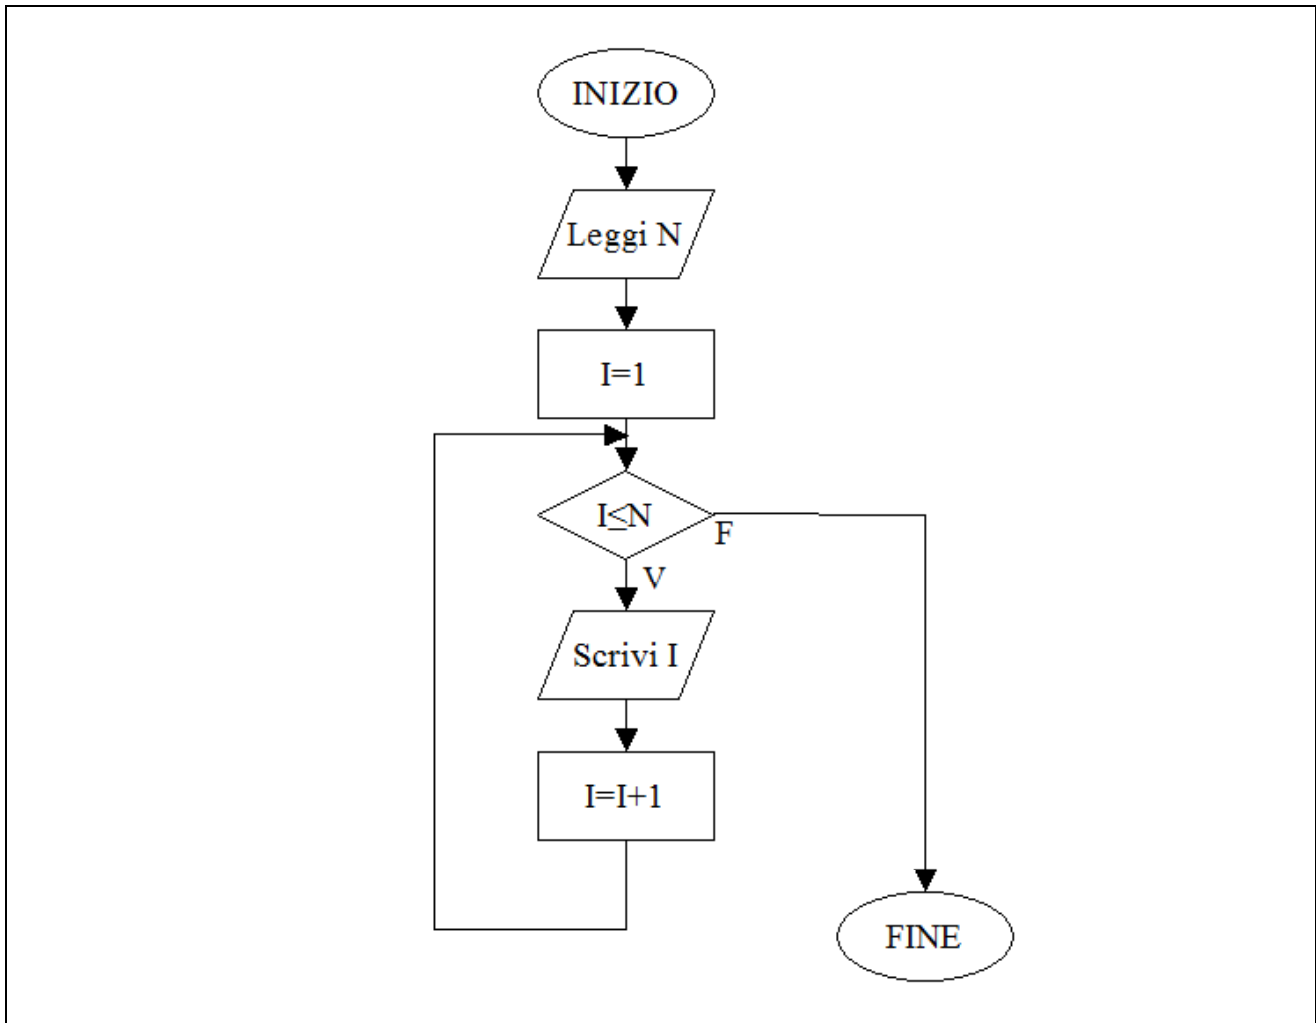 INIZIO
Leggi N
I=1
I≤N
F
V
Scrivi I
I=I+1
FINE